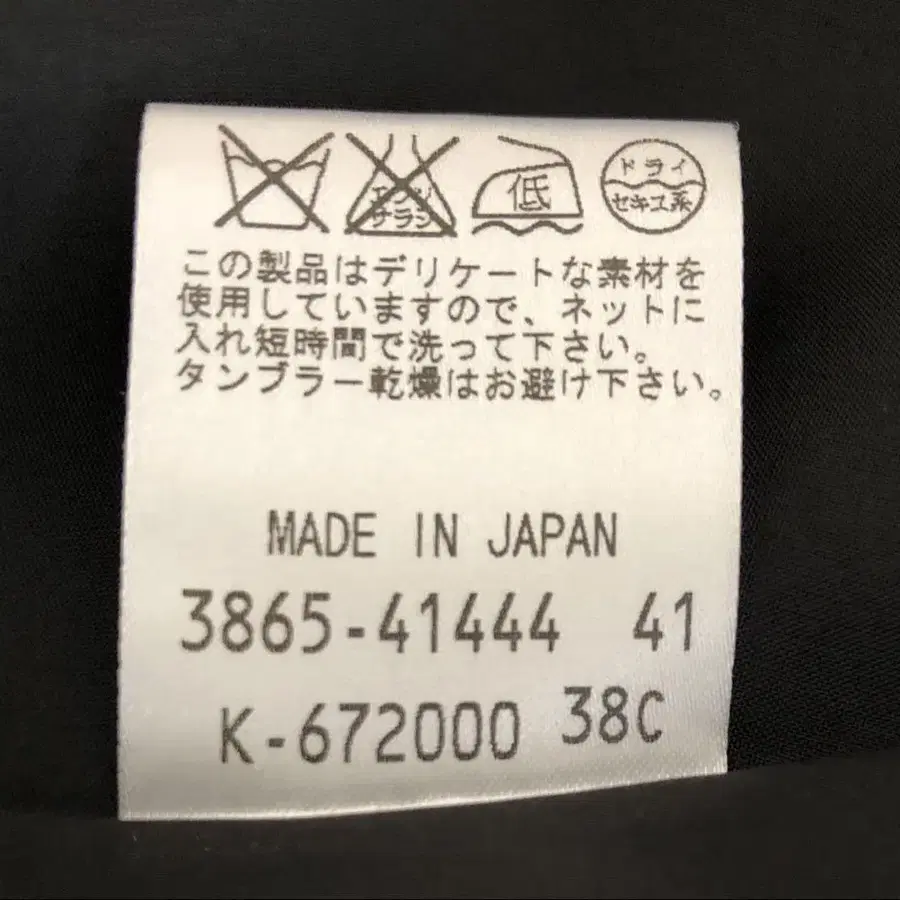 エンソ サラシ
低
ドライ
セキユ系
この製品はデリケートな素材を
使用していますので、ネットに
入れ短時間で洗って下さい。
タンブラー乾燥はお避け下さい。
MADE IN JAPAN
3865-41444 41
K-672000 38C